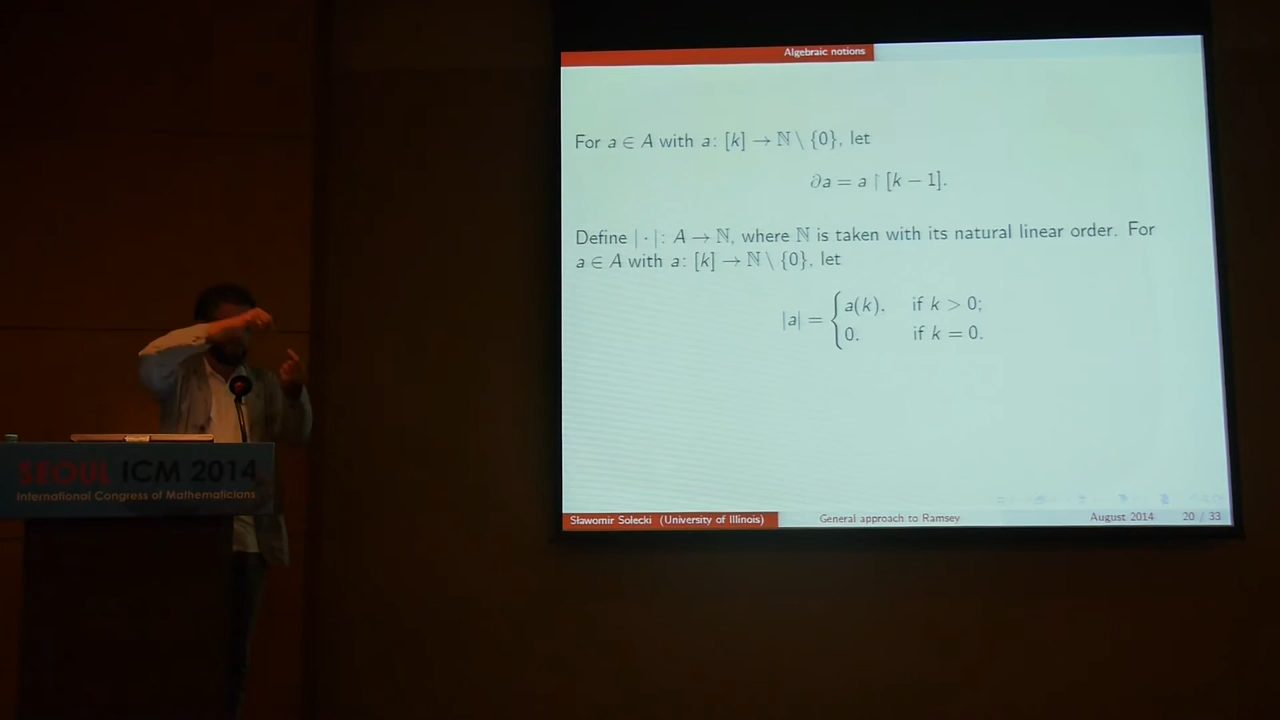 Algebraic notions
For a ∈ A with a: [k] → ℕ \ {0}, let
∂a = a ↾ [k − 1].
Define | · |: A → ℕ, where ℕ is taken with its natural linear order. For
a ∈ A with a: [k] → ℕ \ {0}, let
|a| = { a(k), if k > 0;
0. if k = 0.
SEOUL ICM 2014
International Congress of Mathematicians
Sławomir Solecki (University of Illinois) General approach to Ramsey August 2014 20 / 33